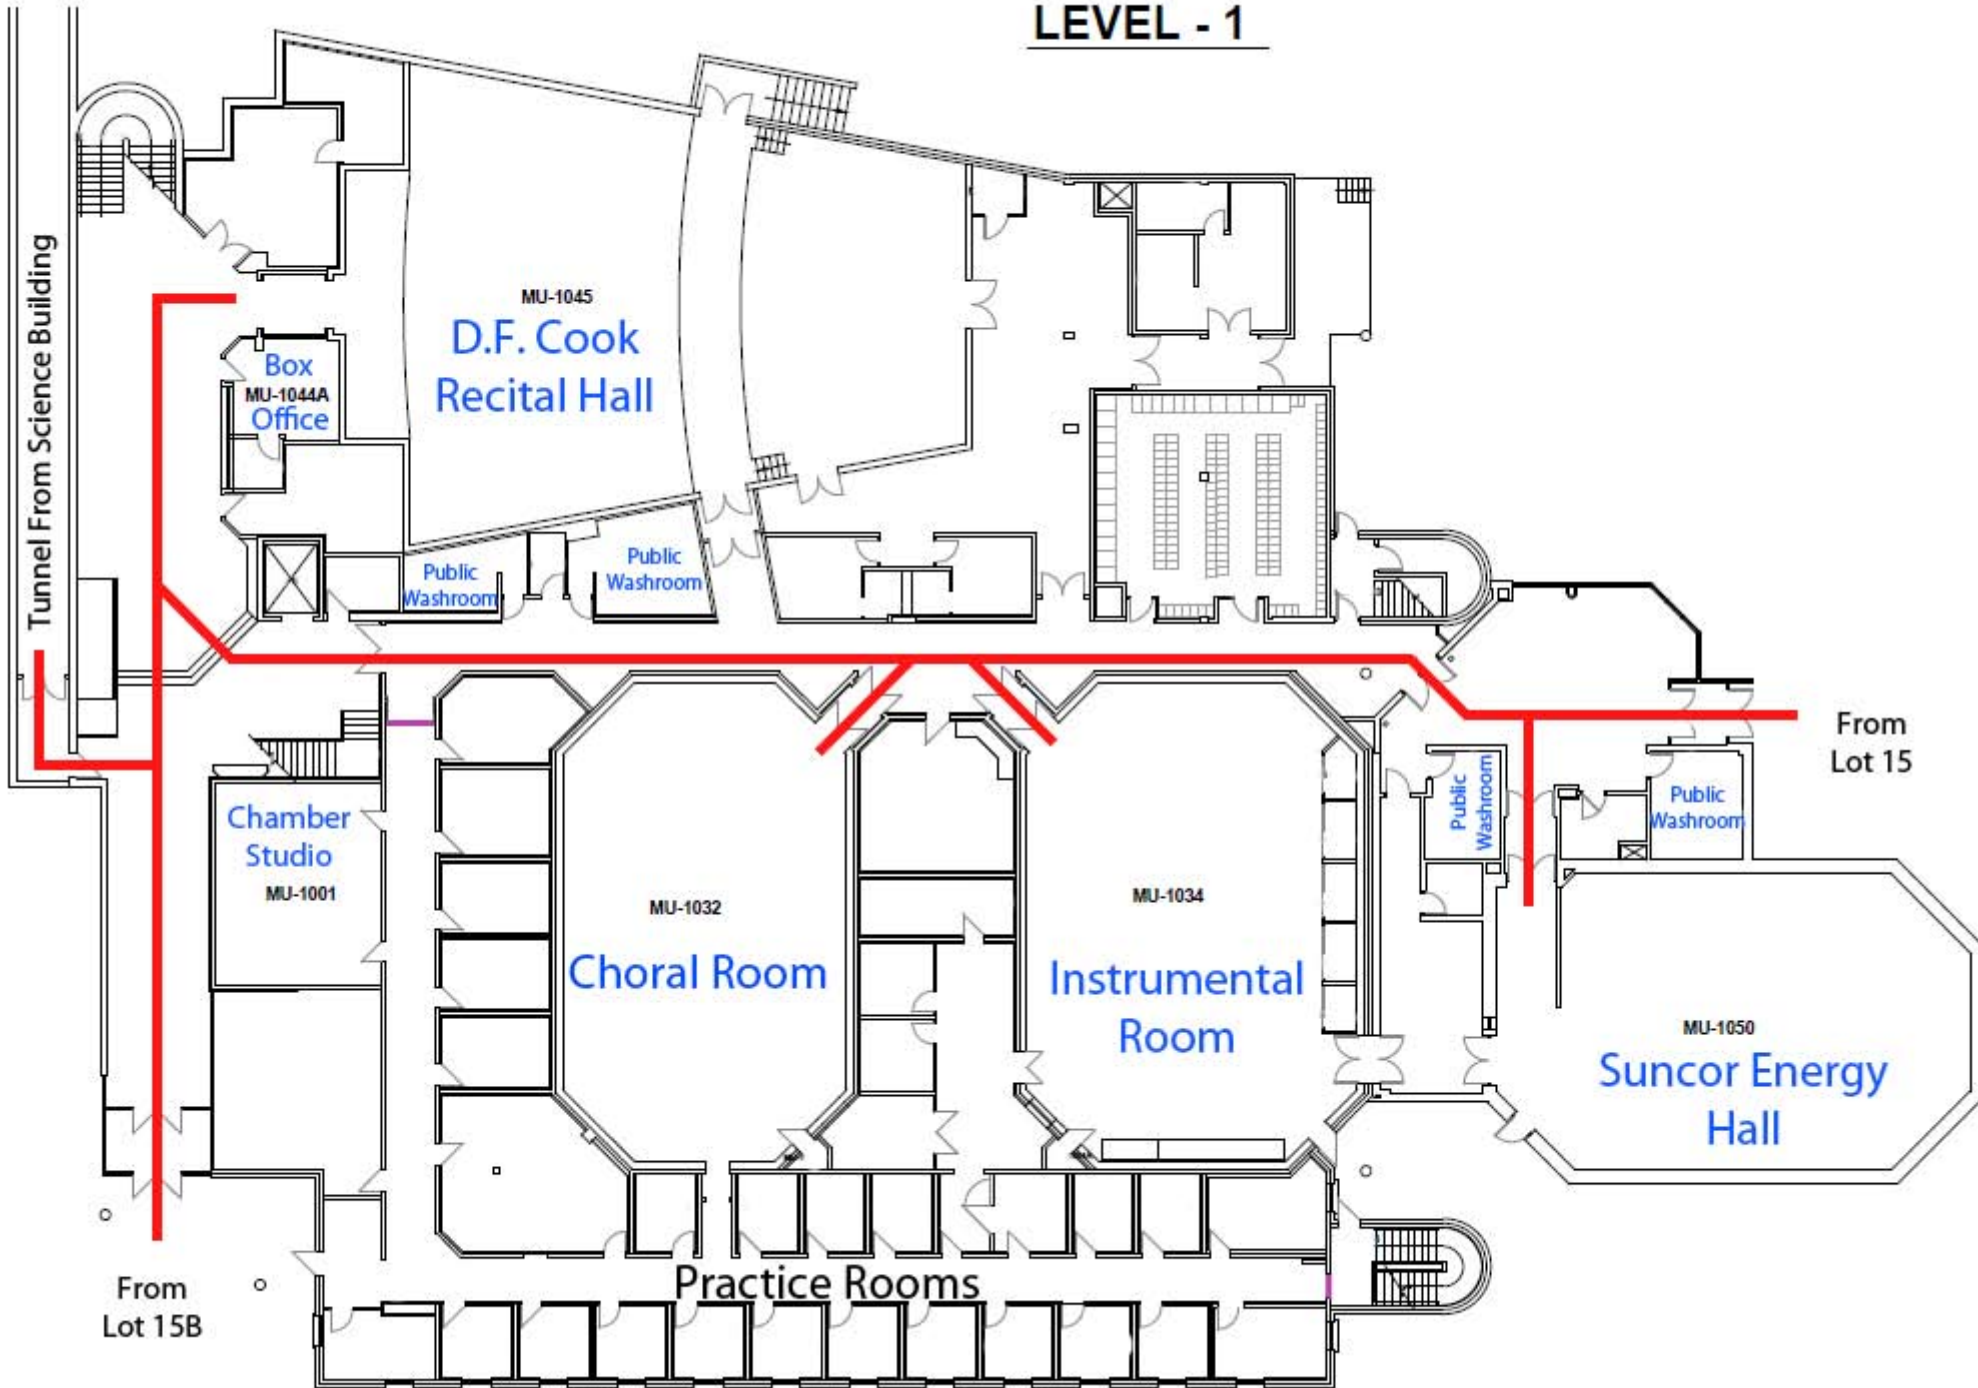 LEVEL - 1
Tunnel From Science Building
MU-1045
D.F. Cook
Recital Hall
Box
MU-1044A
Office
Public
Washroom
Public
Washroom
From
Lot 15
Public
Washroom
Public
Washroom
Chamber
Studio
MU-1001
MU-1032
Choral Room
MU-1034
Instrumental
Room
MU-1050
Suncor Energy
Hall
Practice Rooms
From
Lot 15B